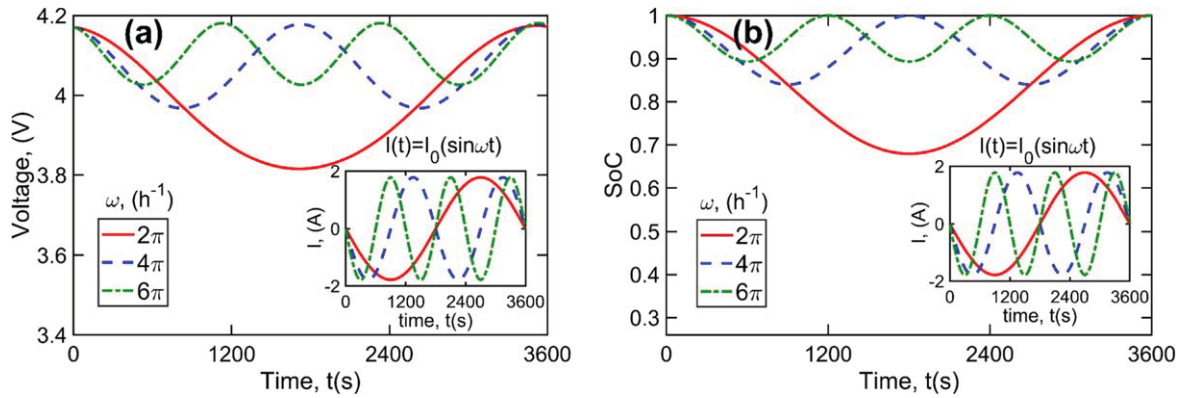 (a)
4.2
4
3.8
3.6
3.4
Voltage, (V)
0
1200
2400
3600
Time, t(s)
ω, (h⁻¹)
2π
4π
6π
I(t)=I₀(sinωt)
2
0
-2
I, (A)
0
1200
2400
3600
time, t(s)
(b)
1
0.9
0.8
0.7
0.6
0.5
0.4
0.3
SoC
0
1200
2400
3600
Time, t(s)
ω, (h⁻¹)
2π
4π
6π
I(t)=I₀(sinωt)
2
0
-2
I, (A)
0
1200
2400
3600
time, t(s)